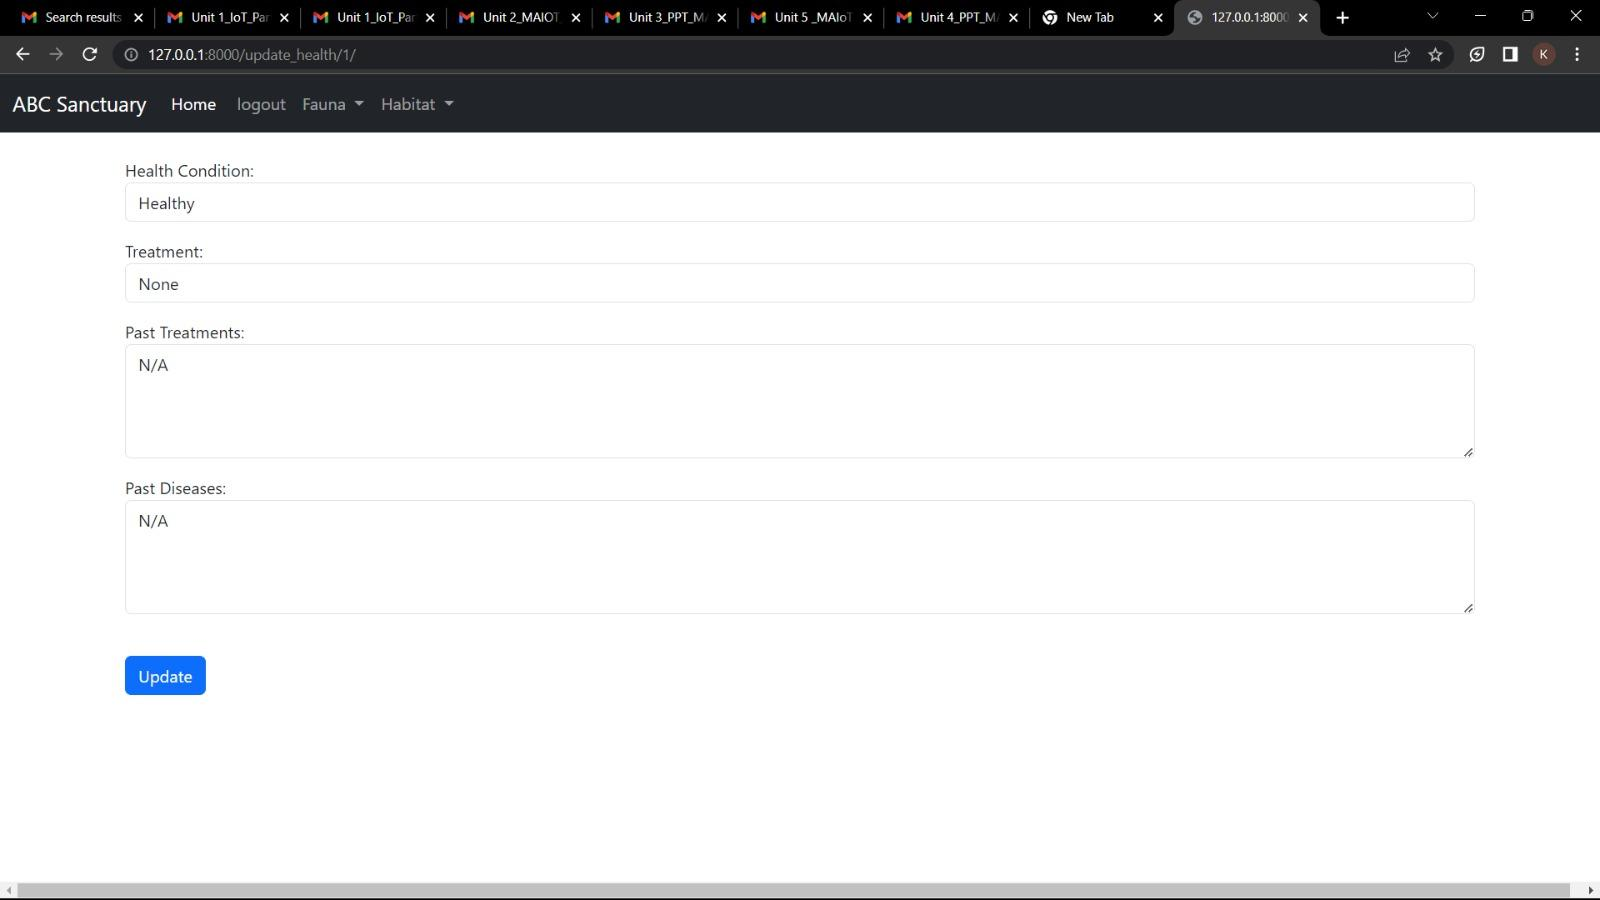 Search results
Unit 1_IoT_Par
Unit 1_IoT_Par
Unit 2_MAIOT_
Unit 3_PPT_M
Unit 5 _MAIoT
Unit 4_PPT_M
New Tab
127.0.0.1:8000
127.0.0.1:8000/update_health/1/
K
ABC Sanctuary Home logout Fauna Habitat
Health Condition:
Healthy
Treatment:
None
Past Treatments:
N/A
Past Diseases:
N/A
Update